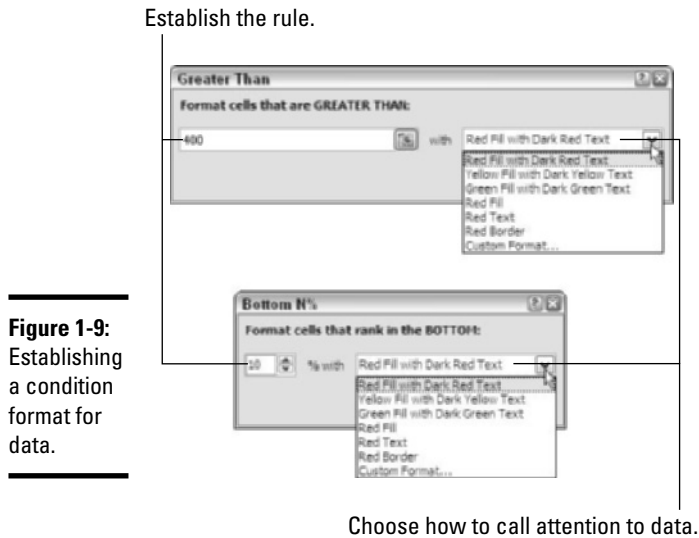 Establish the rule.
Greater Than
Format cells that are GREATER THAN:
400 with Red Fill with Dark Red Text
Red Fill with Dark Red Text
Yellow Fill with Dark Yellow Text
Green Fill with Dark Green Text
Red Fill
Red Text
Red Border
Custom Format...
Bottom N%
Format cells that rank in the BOTTOM:
10 % with Red Fill with Dark Red Text
Red Fill with Dark Red Text
Yellow Fill with Dark Yellow Text
Green Fill with Dark Green Text
Red Fill
Red Text
Red Border
Custom Format...
Figure 1-9:
Establishing
a condition
format for
data.
Choose how to call attention to data.